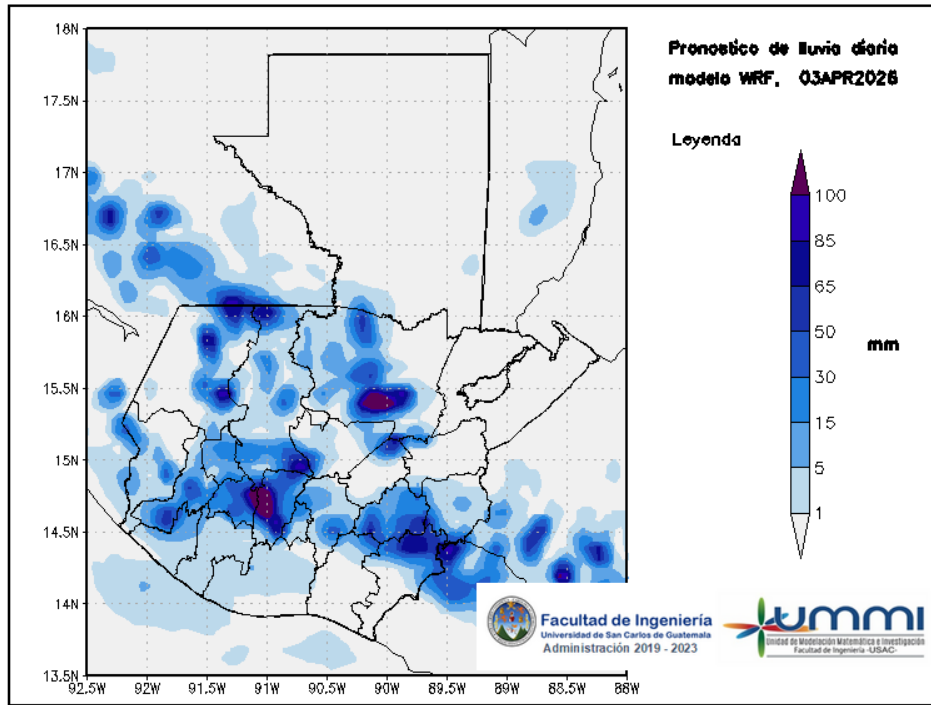 Pronostico de lluvia diaria
modelo WRF, 03APR2026
Leyenda
100
85
65
50
30
15
5
1
mm
18N
17.5N
17N
16.5N
16N
15.5N
15N
14.5N
14N
13.5N
92.5W
92W
91.5W
91W
90.5W
90W
89.5W
89W
88.5W
88W
Facultad de Ingeniería
Universidad de San Carlos de Guatemala
Administración 2019 - 2023
UMMI
Unidad de Modelación Matemática e Investigación
Facultad de Ingeniería -USAC-